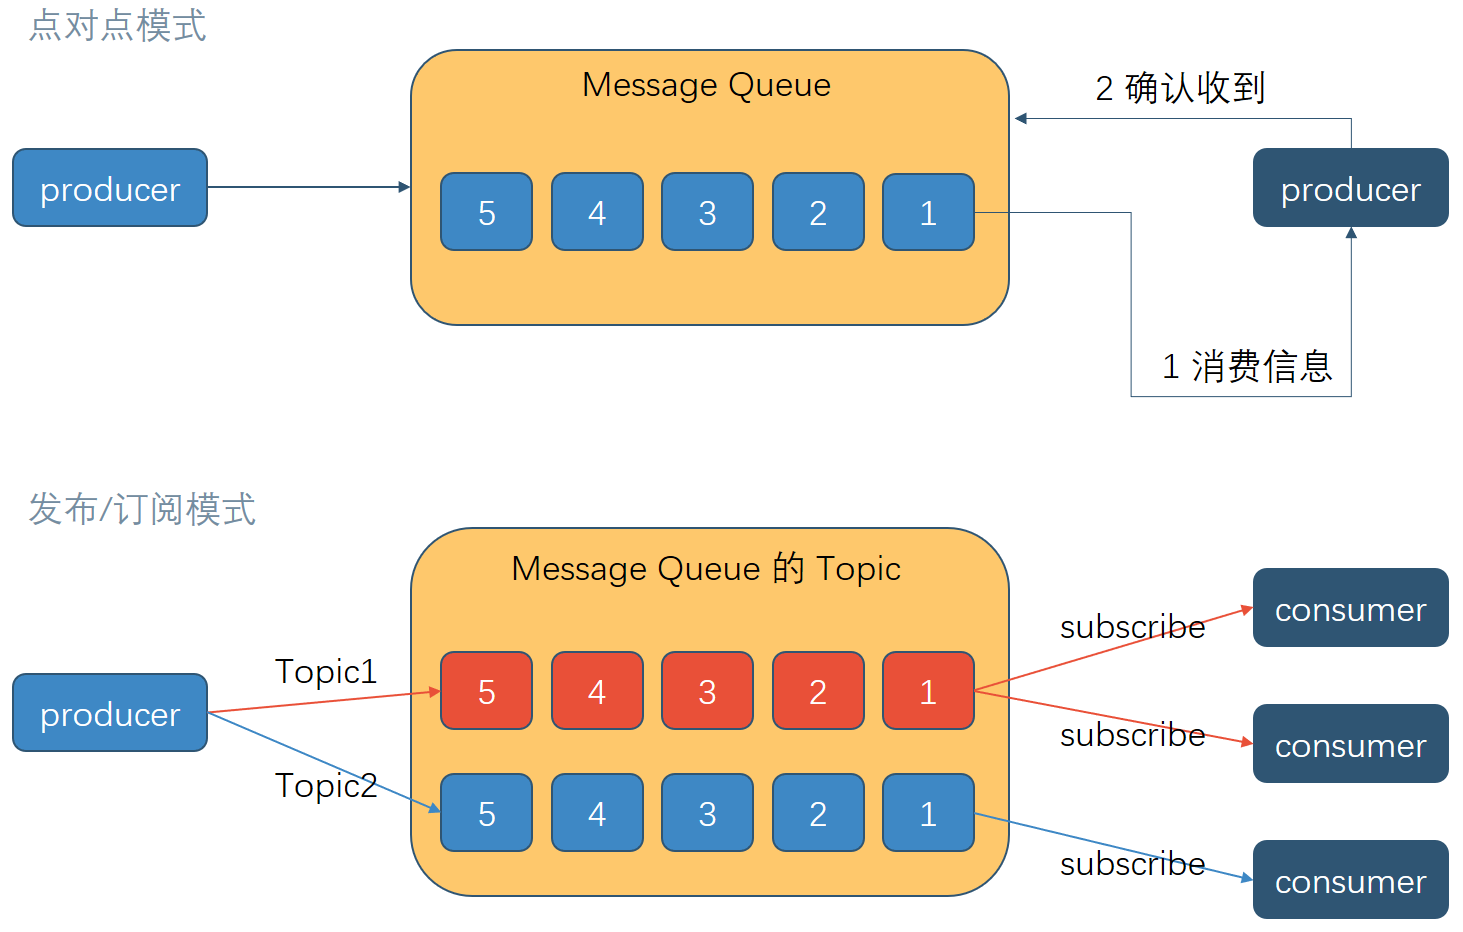 点对点模式
Message Queue
2 确认收到
producer
producer
5 4 3 2 1
1 消费信息
发布/订阅模式
Message Queue 的 Topic
consumer
subscribe
Topic1
5 4 3 2 1
producer
subscribe
consumer
Topic2
5 4 3 2 1
subscribe
consumer